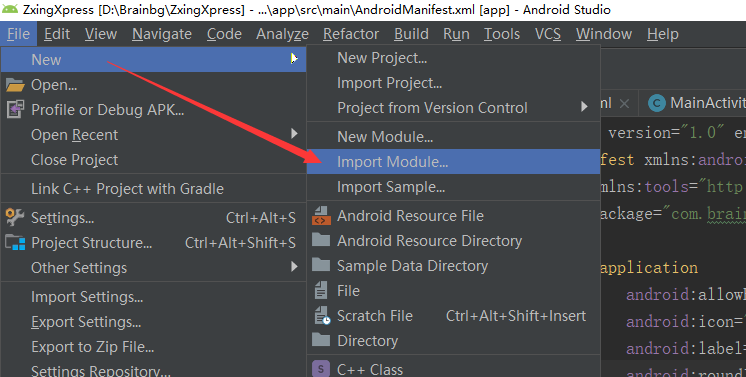 ZxingXpress [D:\Brainbg\ZxingXpress] - ...\app\src\main\AndroidManifest.xml [app] - Android Studio
File Edit View Navigate Code Analyze Refactor Build Run Tools VCS Window Help
New
Open...
Profile or Debug APK...
Open Recent
Close Project
Link C++ Project with Gradle
Settings... Ctrl+Alt+S
Project Structure... Ctrl+Alt+Shift+S
Other Settings
Import Settings...
Export Settings...
Export to Zip File...
Settings Repository...
New Project...
Import Project...
Project from Version Control
New Module...
Import Module...
Import Sample...
Android Resource File
Android Resource Directory
Sample Data Directory
File
Scratch File Ctrl+Alt+Shift+Insert
Directory
S C++ Class
ml C MainActivi
version="1.0" e
fest xmlns:andro
mlns:tools="http
package="com.brain
application
android:allowB
android:icon="
android:label=
android:round